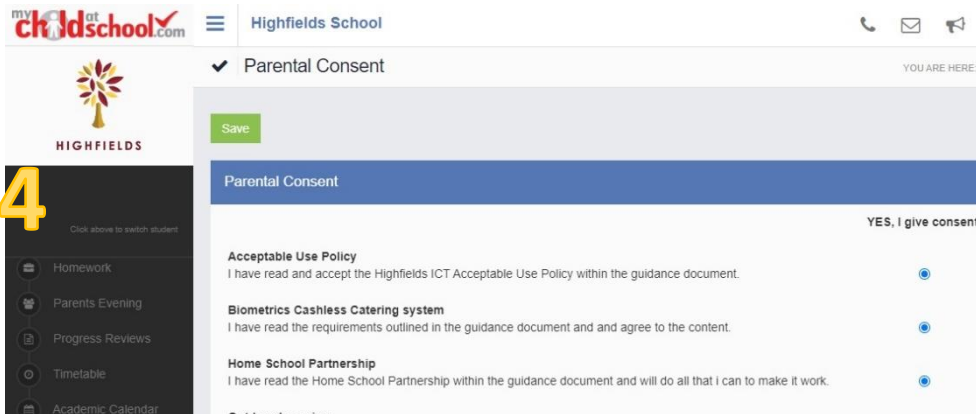 mychildatschool.com
Highfields School
Parental Consent
YOU ARE HERE:
HIGHFIELDS
Save
4
Parental Consent
Click above to switch student
YES, I give consent
Acceptable Use Policy
I have read and accept the Highfields ICT Acceptable Use Policy within the guidance document.
Homework
Biometrics Cashless Catering system
I have read the requirements outlined in the guidance document and and agree to the content.
Parents Evening
Progress Reviews
Home School Partnership
I have read the Home School Partnership within the guidance document and will do all that i can to make it work.
Timetable
Academic Calendar